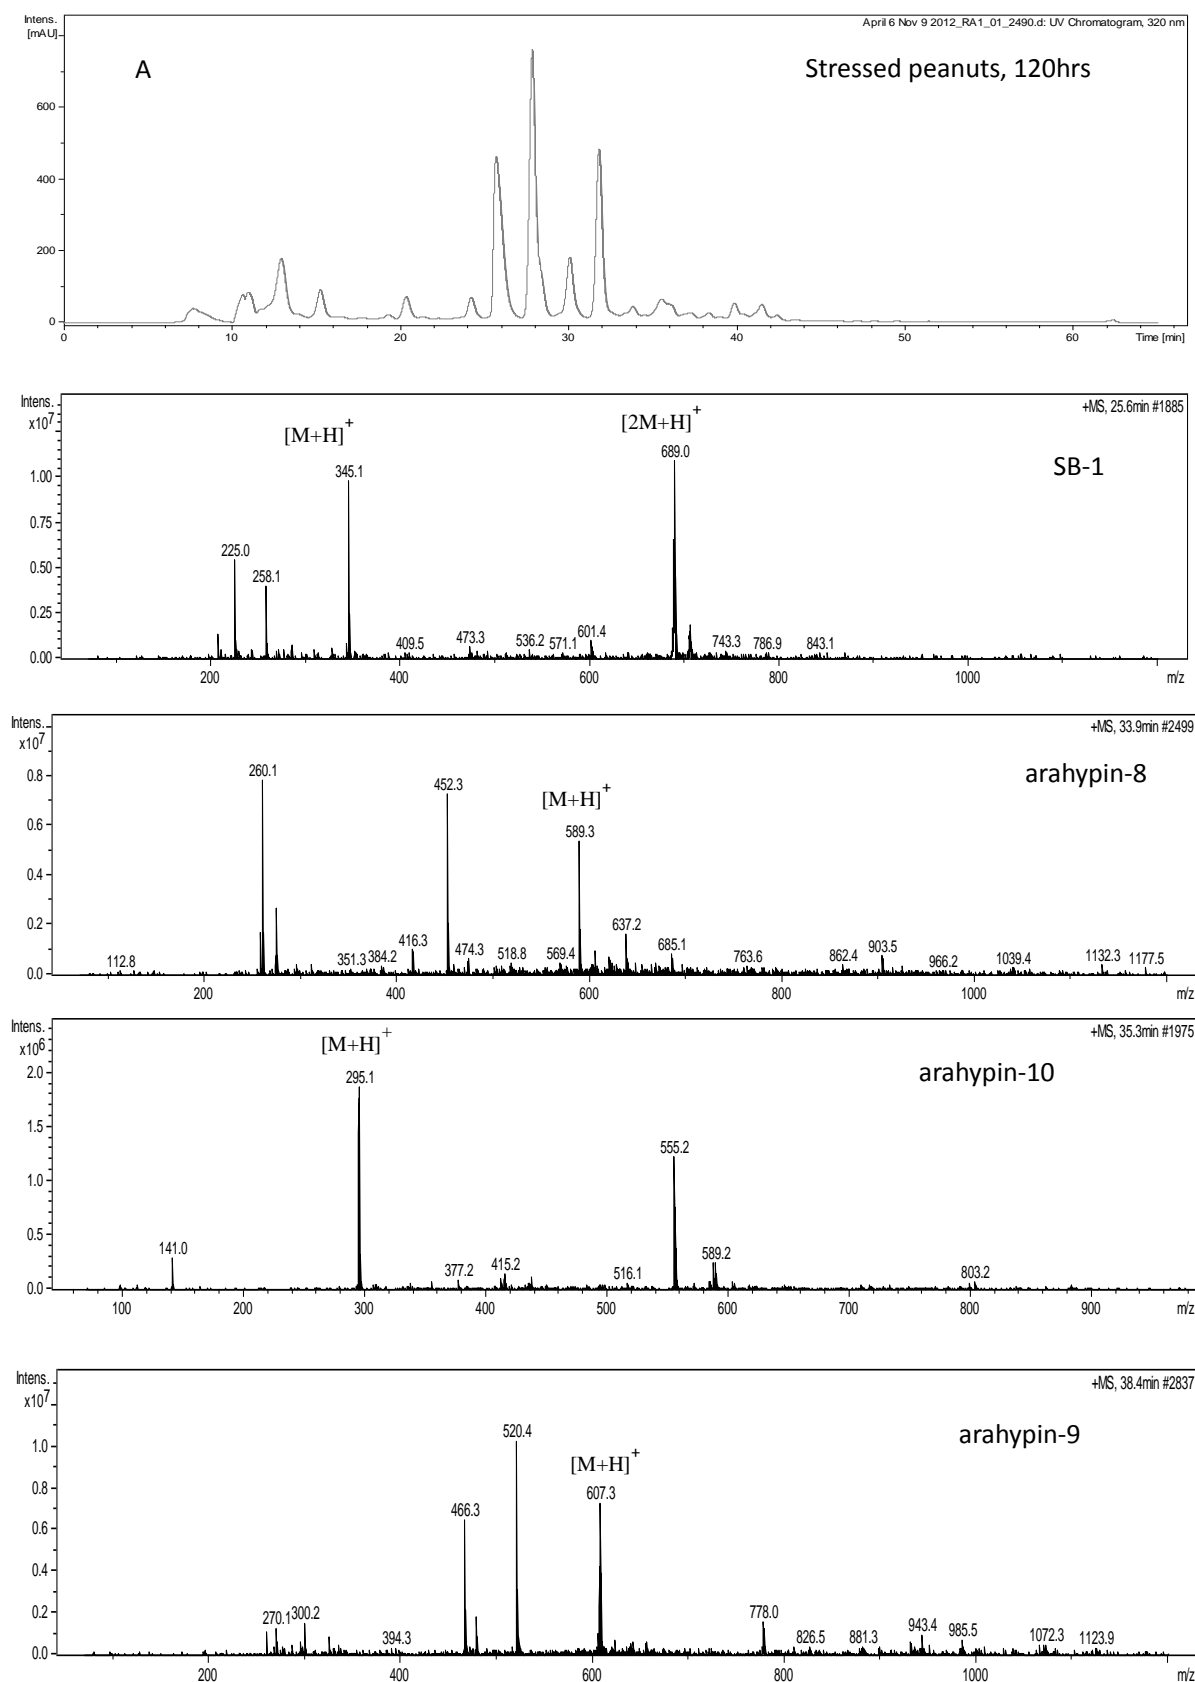 Intens.
[mAU]
April 6 Nov 9 2012_RA1_01_2490.d: UV Chromatogram, 320 nm
A
Stressed peanuts, 120hrs
600
400
200
0
0 10 20 30 40 50 60 Time [min]
Intens.
x10^7
+MS, 25.6min #1885
[M+H]^+
[2M+H]^+
SB-1
1.00
0.75
0.50
0.25
0.00
225.0
258.1
345.1
409.5
473.3
536.2
571.1
601.4
689.0
743.3
786.9
843.1
200 400 600 800 1000 m/z
Intens.
x10^7
+MS, 33.9min #2499
arahypin-8
[M+H]^+
0.8
0.6
0.4
0.2
0.0
112.8
260.1
351.3
384.2
416.3
452.3
474.3
518.8
569.4
589.3
637.2
685.1
763.6
862.4
903.5
966.2
1039.4
1132.3
1177.5
200 400 600 800 1000 m/z
Intens.
x10^6
+MS, 35.3min #1975
[M+H]^+
arahypin-10
2.0
1.5
1.0
0.5
0.0
141.0
295.1
377.2
415.2
516.1
555.2
589.2
803.2
100 200 300 400 500 600 700 800 900 m/z
Intens.
x10^7
+MS, 38.4min #2837
arahypin-9
[M+H]^+
1.0
0.8
0.6
0.4
0.2
0.0
270.1
300.2
394.3
466.3
520.4
607.3
778.0
826.5
881.3
943.4
985.5
1072.3
1123.9
200 400 600 800 1000 m/z